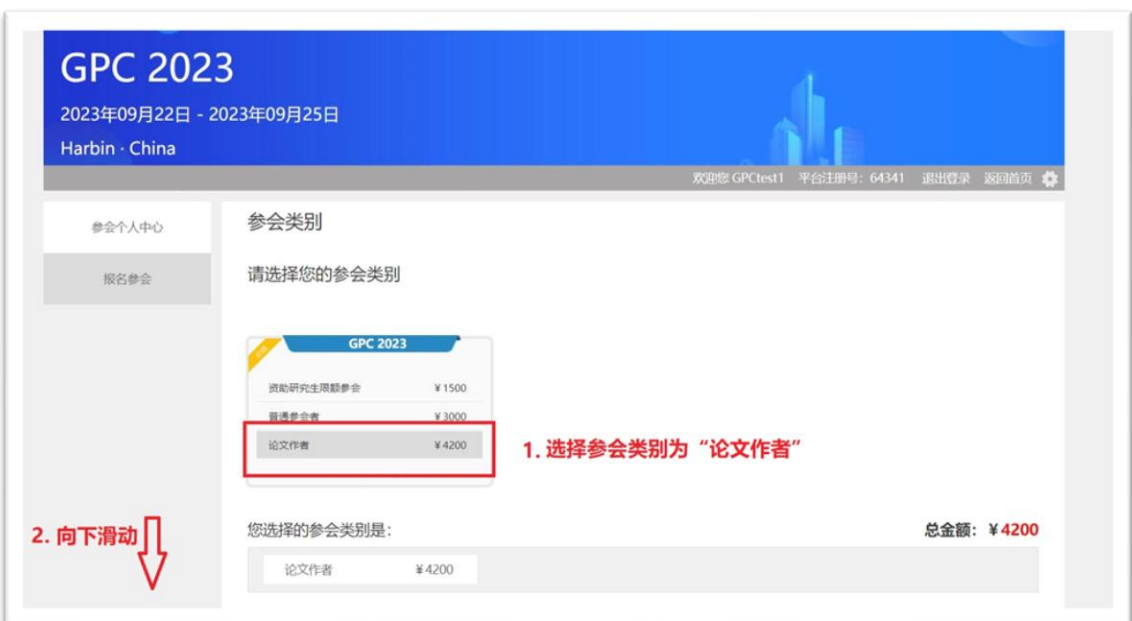 GPC 2023
2023年09月22日 - 2023年09月25日
Harbin · China
欢迎您 GPCtest1 平台注册号：64341 退出登录 返回首页
参会个人中心
报名参会
参会类别
请选择您的参会类别
GPC 2023
资助研究生限额参会 ¥1500
普通参会者 ¥3000
论文作者 ¥4200
1. 选择参会类别为“论文作者”
2. 向下滑动
您选择的参会类别是：
总金额：¥4200
论文作者 ¥4200